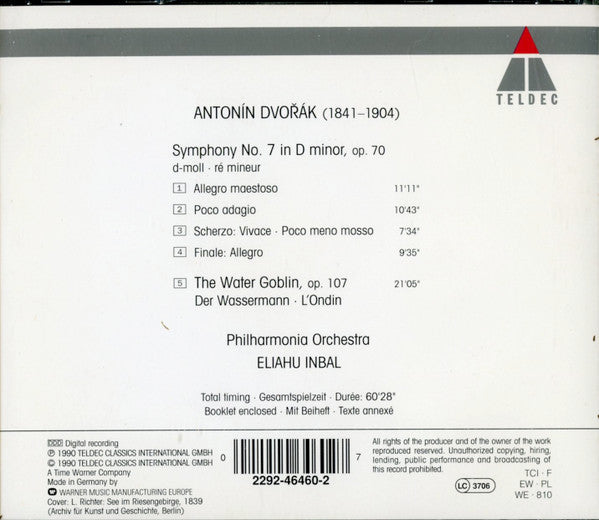 TELDEC
ANTONÍN DVOŘÁK (1841–1904)
Symphony No. 7 in D minor, op. 70
d-moll · ré mineur
1 Allegro maestoso 11'11"
2 Poco adagio 10'43"
3 Scherzo: Vivace · Poco meno mosso 7'34"
4 Finale: Allegro 9'35"
5 The Water Goblin, op. 107 21'05"
Der Wassermann · L'Ondin
Philharmonia Orchestra
ELIAHU INBAL
Total timing · Gesamtspielzeit · Durée: 60'28"
Booklet enclosed · Mit Beiheft · Texte annexé
DDD Digital recording
℗ 1990 TELDEC CLASSICS INTERNATIONAL GMBH
© 1990 TELDEC CLASSICS INTERNATIONAL GMBH
A Time Warner Company
Made in Germany by
WARNER MUSIC MANUFACTURING EUROPE
Cover: L. Richter: See im Riesengebirge, 1839
(Archiv für Kunst und Geschichte, Berlin)
0 7
2292-46460-2
All rights of the producer and of the owner of the work
reproduced reserved. Unauthorized copying, hiring,
lending, public performance and broadcasting of
this record prohibited.
LC 3706
TCI · F
EW · PL
WE · 810